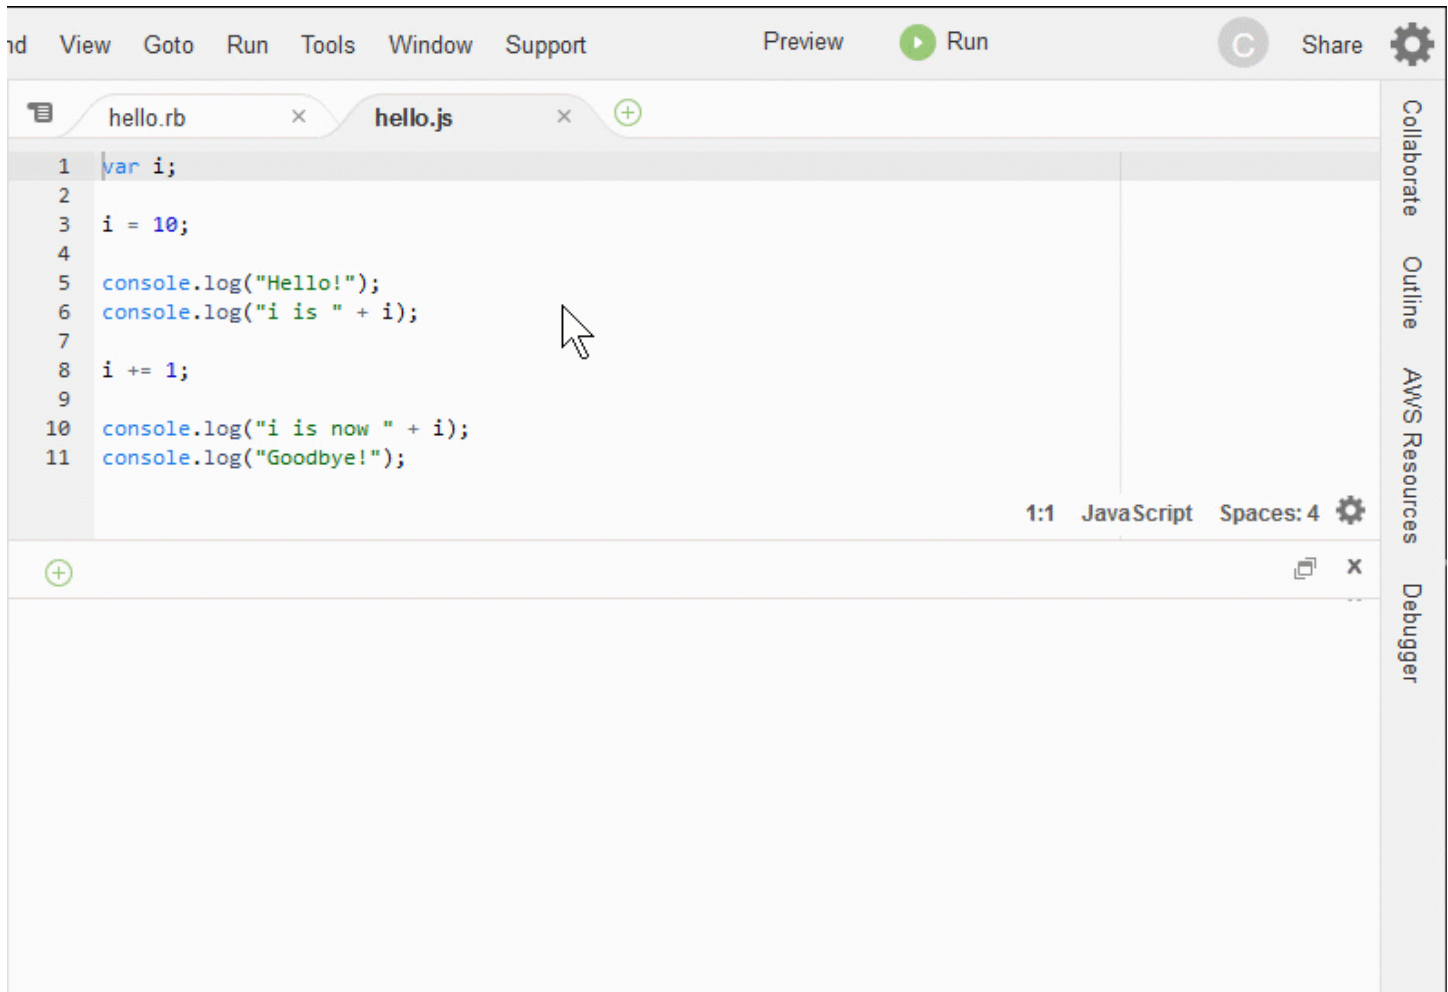 nd View Goto Run Tools Window Support Preview Run C Share
hello.rb hello.js
1 var i;
2
3 i = 10;
4
5 console.log("Hello!");
6 console.log("i is " + i);
7
8 i += 1;
9
10 console.log("i is now " + i);
11 console.log("Goodbye!");
1:1 JavaScript Spaces: 4
Collaborate
Outline
AWS Resources
Debugger